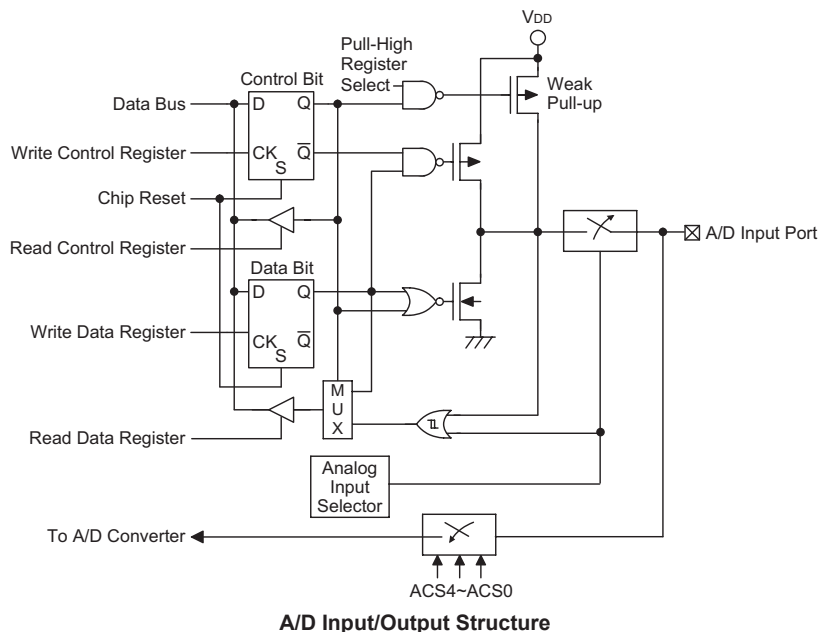 VDD
Pull-High
Register
Select
Control Bit
Weak
Pull-up
Data Bus
D
Q
Write Control Register
CK
Q̅
S
Chip Reset
A/D Input Port
Read Control Register
Data Bit
D
Q
Write Data Register
CK
Q̅
S
M
U
X
Read Data Register
Analog
Input
Selector
To A/D Converter
ACS4~ACS0
A/D Input/Output Structure